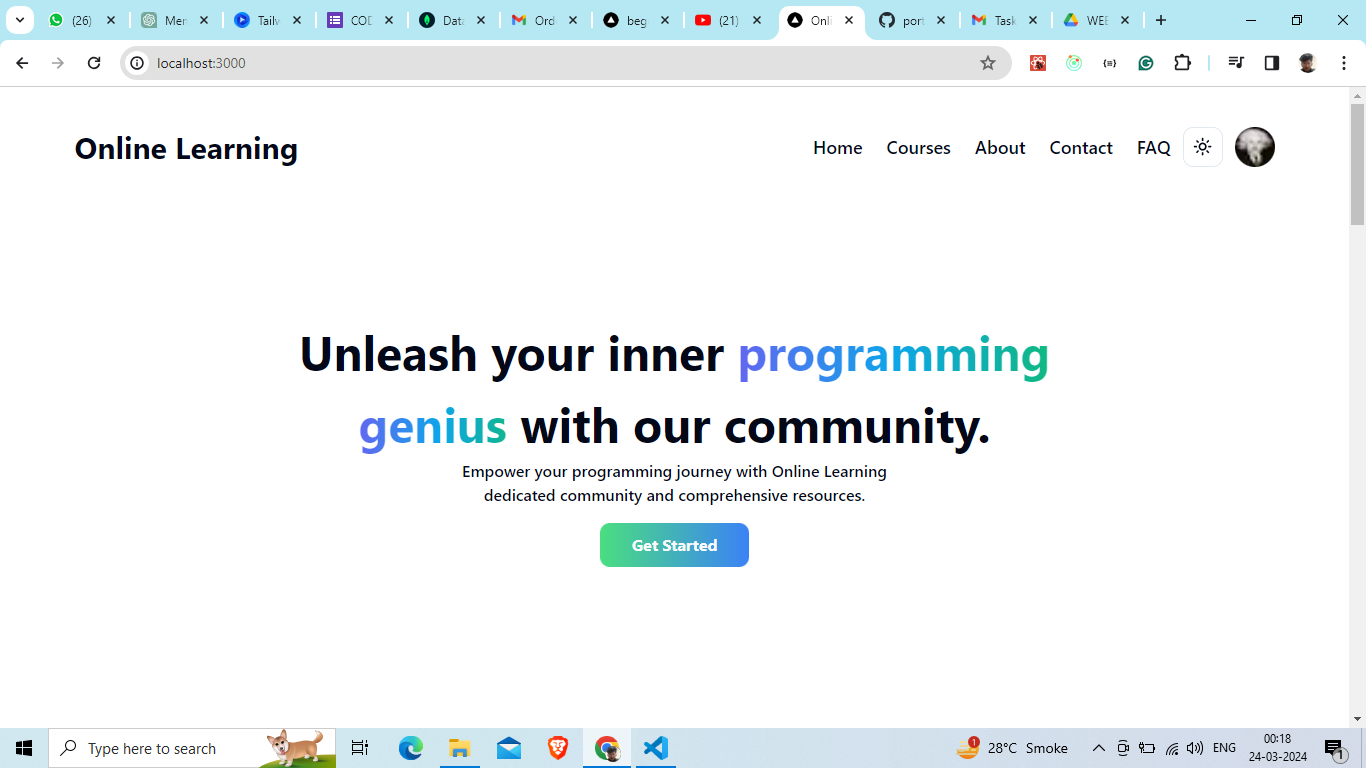 (26)
Mer
Tailw
COD
Data
Orde
beg
(21)
Onli
port
Task
WEB
localhost:3000
Online Learning
Home Courses About Contact FAQ
Unleash your inner programming
genius with our community.
Empower your programming journey with Online Learning
dedicated community and comprehensive resources.
Get Started
Type here to search
1
28°C Smoke
ENG
00:18
24-03-2024
1